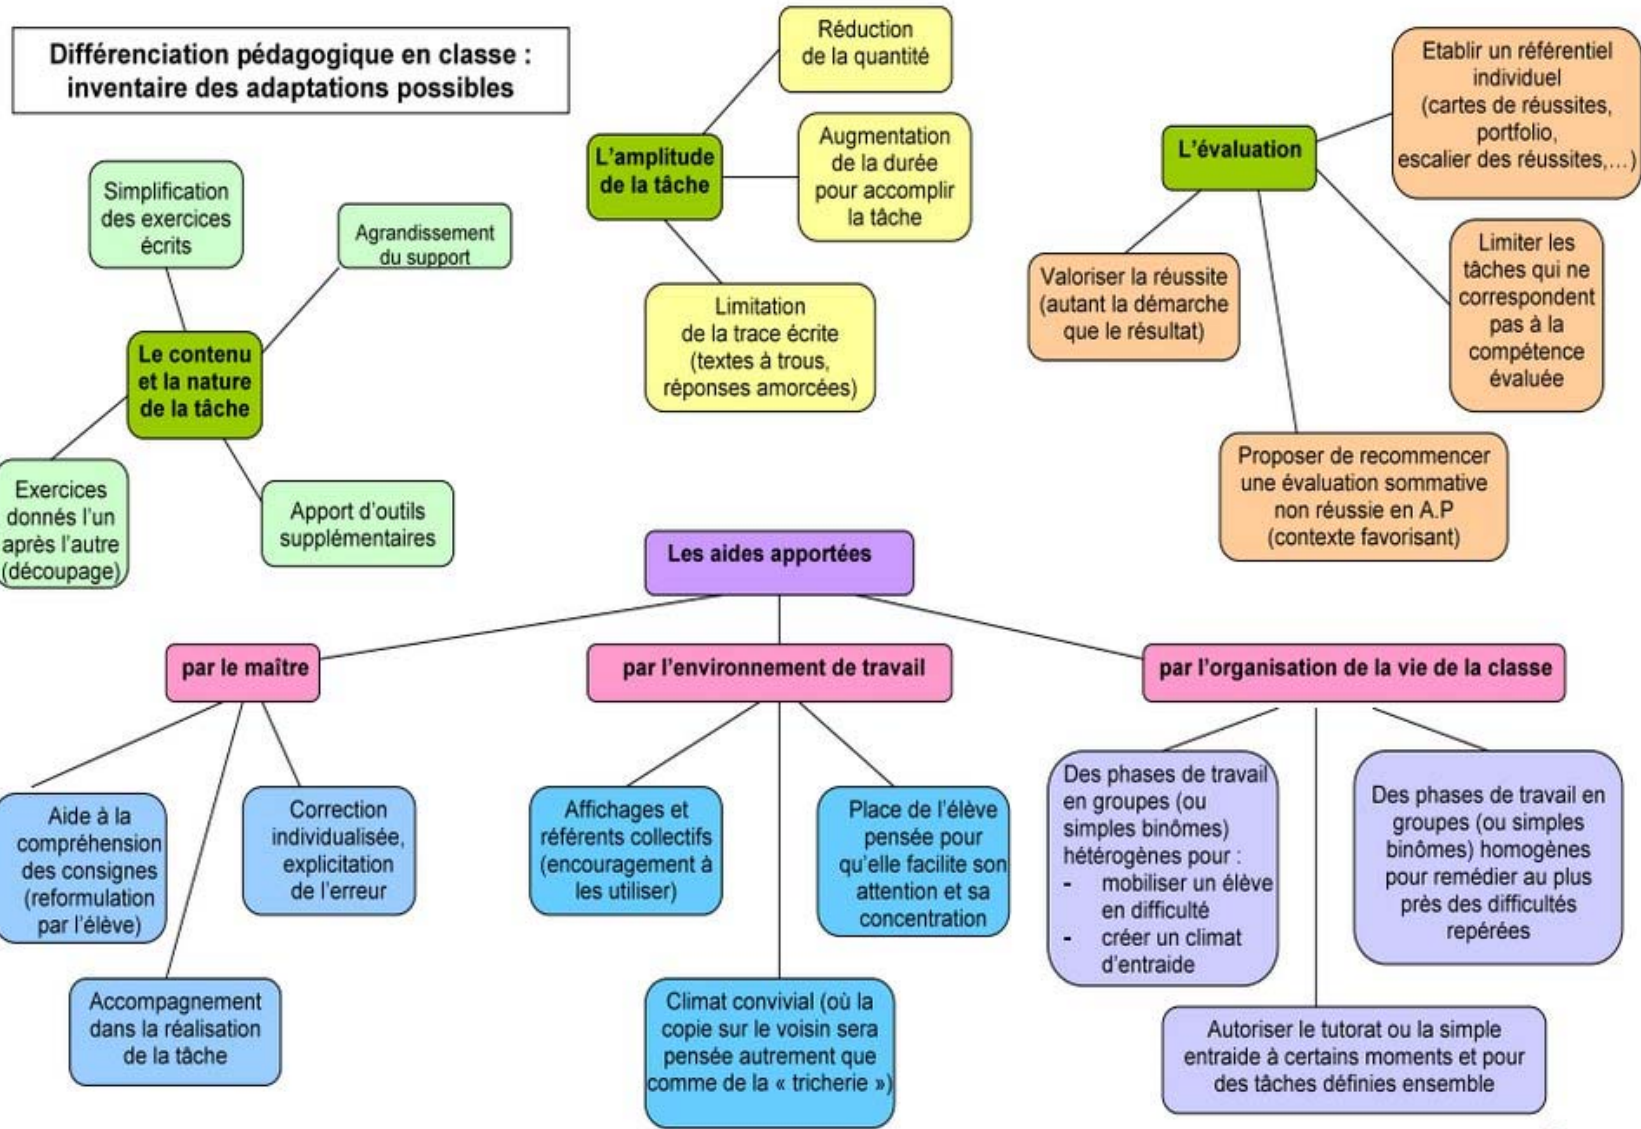 Différenciation pédagogique en classe :
inventaire des adaptations possibles
Simplification
des exercices
écrits
Agrandissement
du support
Le contenu
et la nature
de la tâche
Exercices
donnés l'un
après l'autre
(découpage)
Apport d'outils
supplémentaires
Réduction
de la quantité
L'amplitude
de la tâche
Augmentation
de la durée
pour accomplir
la tâche
Limitation
de la trace écrite
(textes à trous,
réponses amorcées)
L'évaluation
Etablir un référentiel
individuel
(cartes de réussites,
portfolio,
escalier des réussites,…)
Valoriser la réussite
(autant la démarche
que le résultat)
Limiter les
tâches qui ne
correspondent
pas à la
compétence
évaluée
Proposer de recommencer
une évaluation sommative
non réussie en A.P
(contexte favorisant)
Les aides apportées
par le maître
par l'environnement de travail
par l'organisation de la vie de la classe
Aide à la
compréhension
des consignes
(reformulation
par l'élève)
Correction
individualisée,
explicitation
de l'erreur
Accompagnement
dans la réalisation
de la tâche
Affichages et
référents collectifs
(encouragement à
les utiliser)
Place de l'élève
pensée pour
qu'elle facilite son
attention et sa
concentration
Climat convivial (où la
copie sur le voisin sera
pensée autrement que
comme de la « tricherie »)
Des phases de travail
en groupes (ou
simples binômes)
hétérogènes pour :
- mobiliser un élève
en difficulté
- créer un climat
d'entraide
Des phases de travail en
groupes (ou simples
binômes) homogènes
pour remédier au plus
près des difficultés
repérées
Autoriser le tutorat ou la simple
entraide à certains moments et pour
des tâches définies ensemble